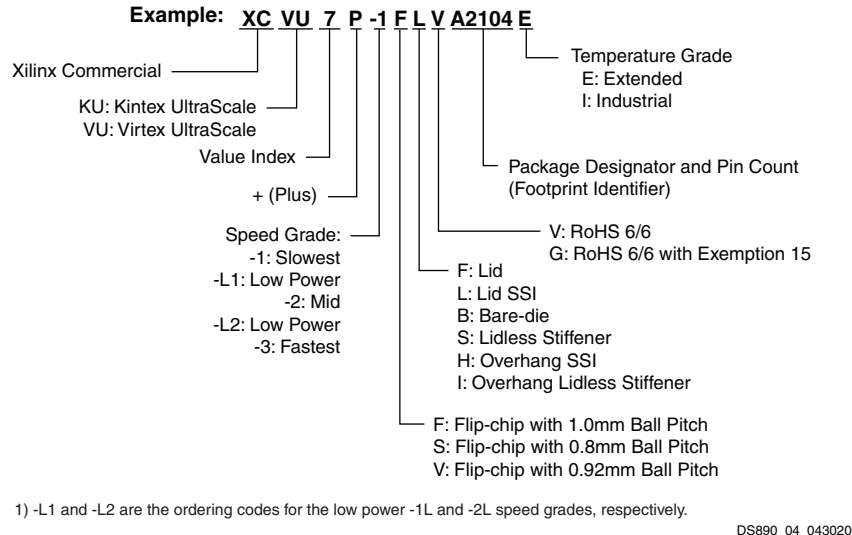 Example: XC VU 7 P -1 F L V A2104 E
Xilinx Commercial
KU: Kintex UltraScale
VU: Virtex UltraScale
Value Index
+ (Plus)
Speed Grade:
-1: Slowest
-L1: Low Power
-2: Mid
-L2: Low Power
-3: Fastest
Temperature Grade
E: Extended
I: Industrial
Package Designator and Pin Count
(Footprint Identifier)
V: RoHS 6/6
G: RoHS 6/6 with Exemption 15
F: Lid
L: Lid SSI
B: Bare-die
S: Lidless Stiffener
H: Overhang SSI
I: Overhang Lidless Stiffener
F: Flip-chip with 1.0mm Ball Pitch
S: Flip-chip with 0.8mm Ball Pitch
V: Flip-chip with 0.92mm Ball Pitch
1) -L1 and -L2 are the ordering codes for the low power -1L and -2L speed grades, respectively.
DS890_04_043020